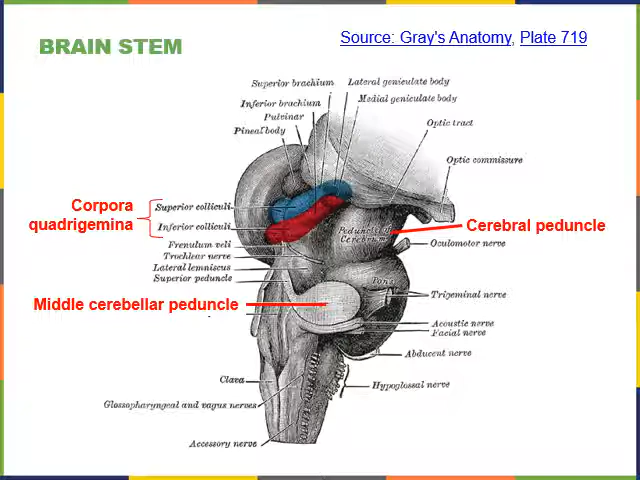 BRAIN STEM
Source: Gray's Anatomy, Plate 719
Superior brachium
Lateral geniculate body
Inferior brachium
Medial geniculate body
Pulvinar
Pineal body
Optic tract
Optic commissure
Corpora
quadrigemina
Superior colliculi
Inferior colliculi
Peduncle of
Cerebrum
Cerebral peduncle
Frenulum veli
Oculomotor nerve
Trochlear nerve
Lateral lemniscus
Superior peduncle
Pons
Middle cerebellar peduncle
Trigeminal nerve
Acoustic nerve
Facial nerve
Abducent nerve
Clava
Hypoglossal nerve
Glossopharyngeal and vagus nerves
Accessory nerve